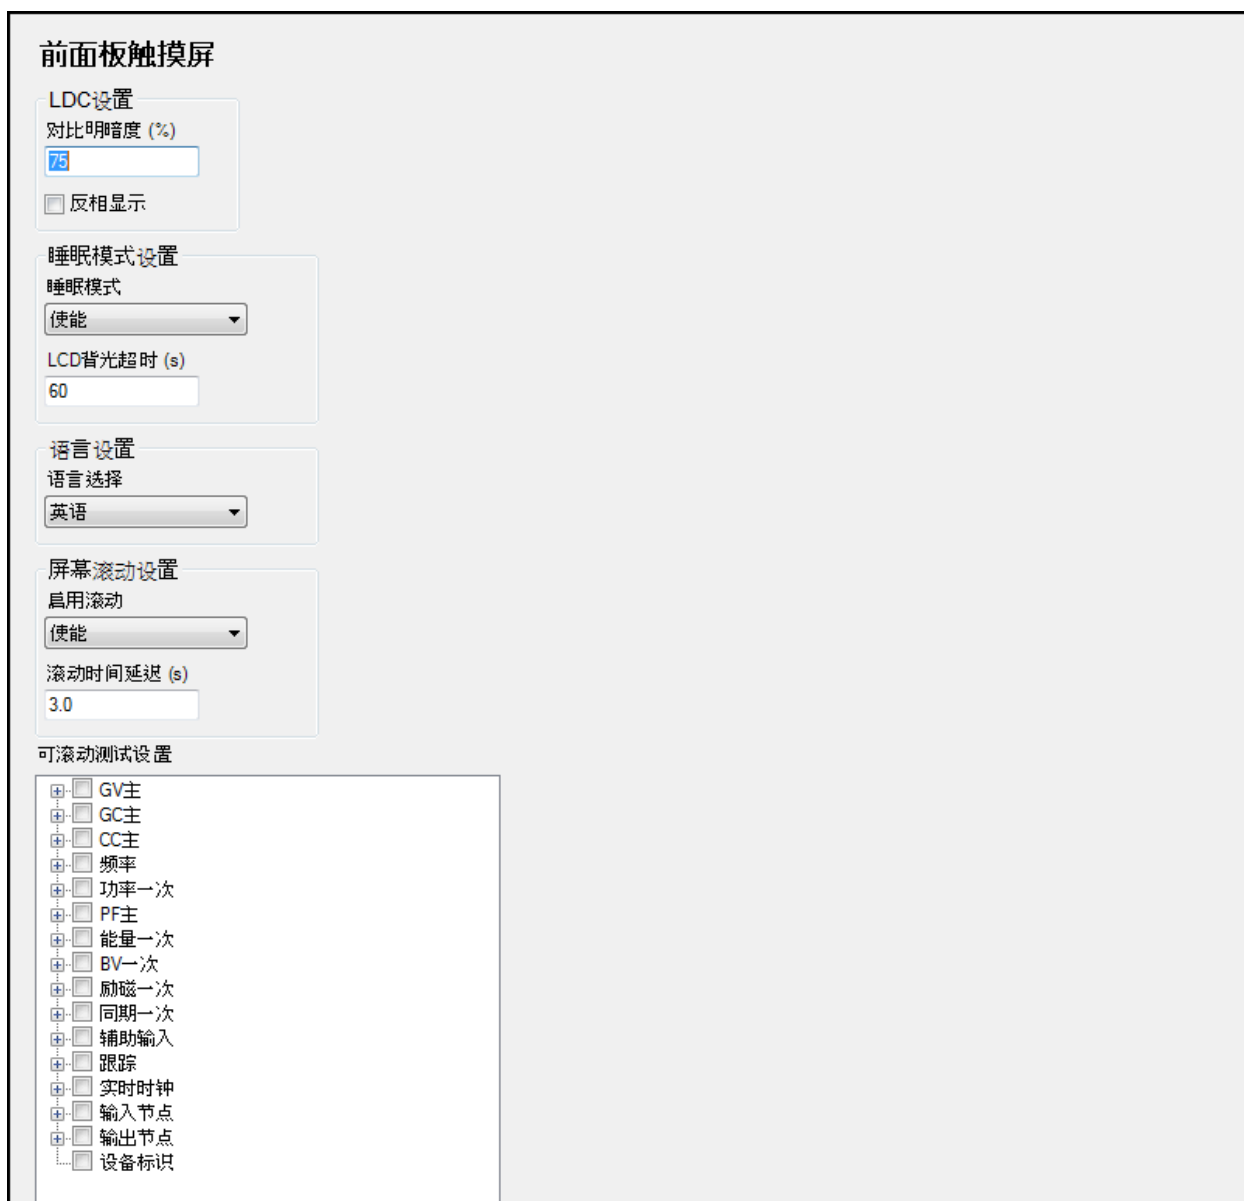 前面板触摸屏
LDC设置
对比明暗度 (%)
75
反相显示
睡眠模式设置
睡眠模式
使能
LCD背光超时 (s)
60
语言设置
语言选择
英语
屏幕滚动设置
启用滚动
使能
滚动时间延迟 (s)
3.0
可滚动测试设置
GV主
GC主
CC主
频率
功率一次
PF主
能量一次
BV一次
励磁一次
同期一次
辅助输入
跟踪
实时时钟
输入节点
输出节点
设备标识